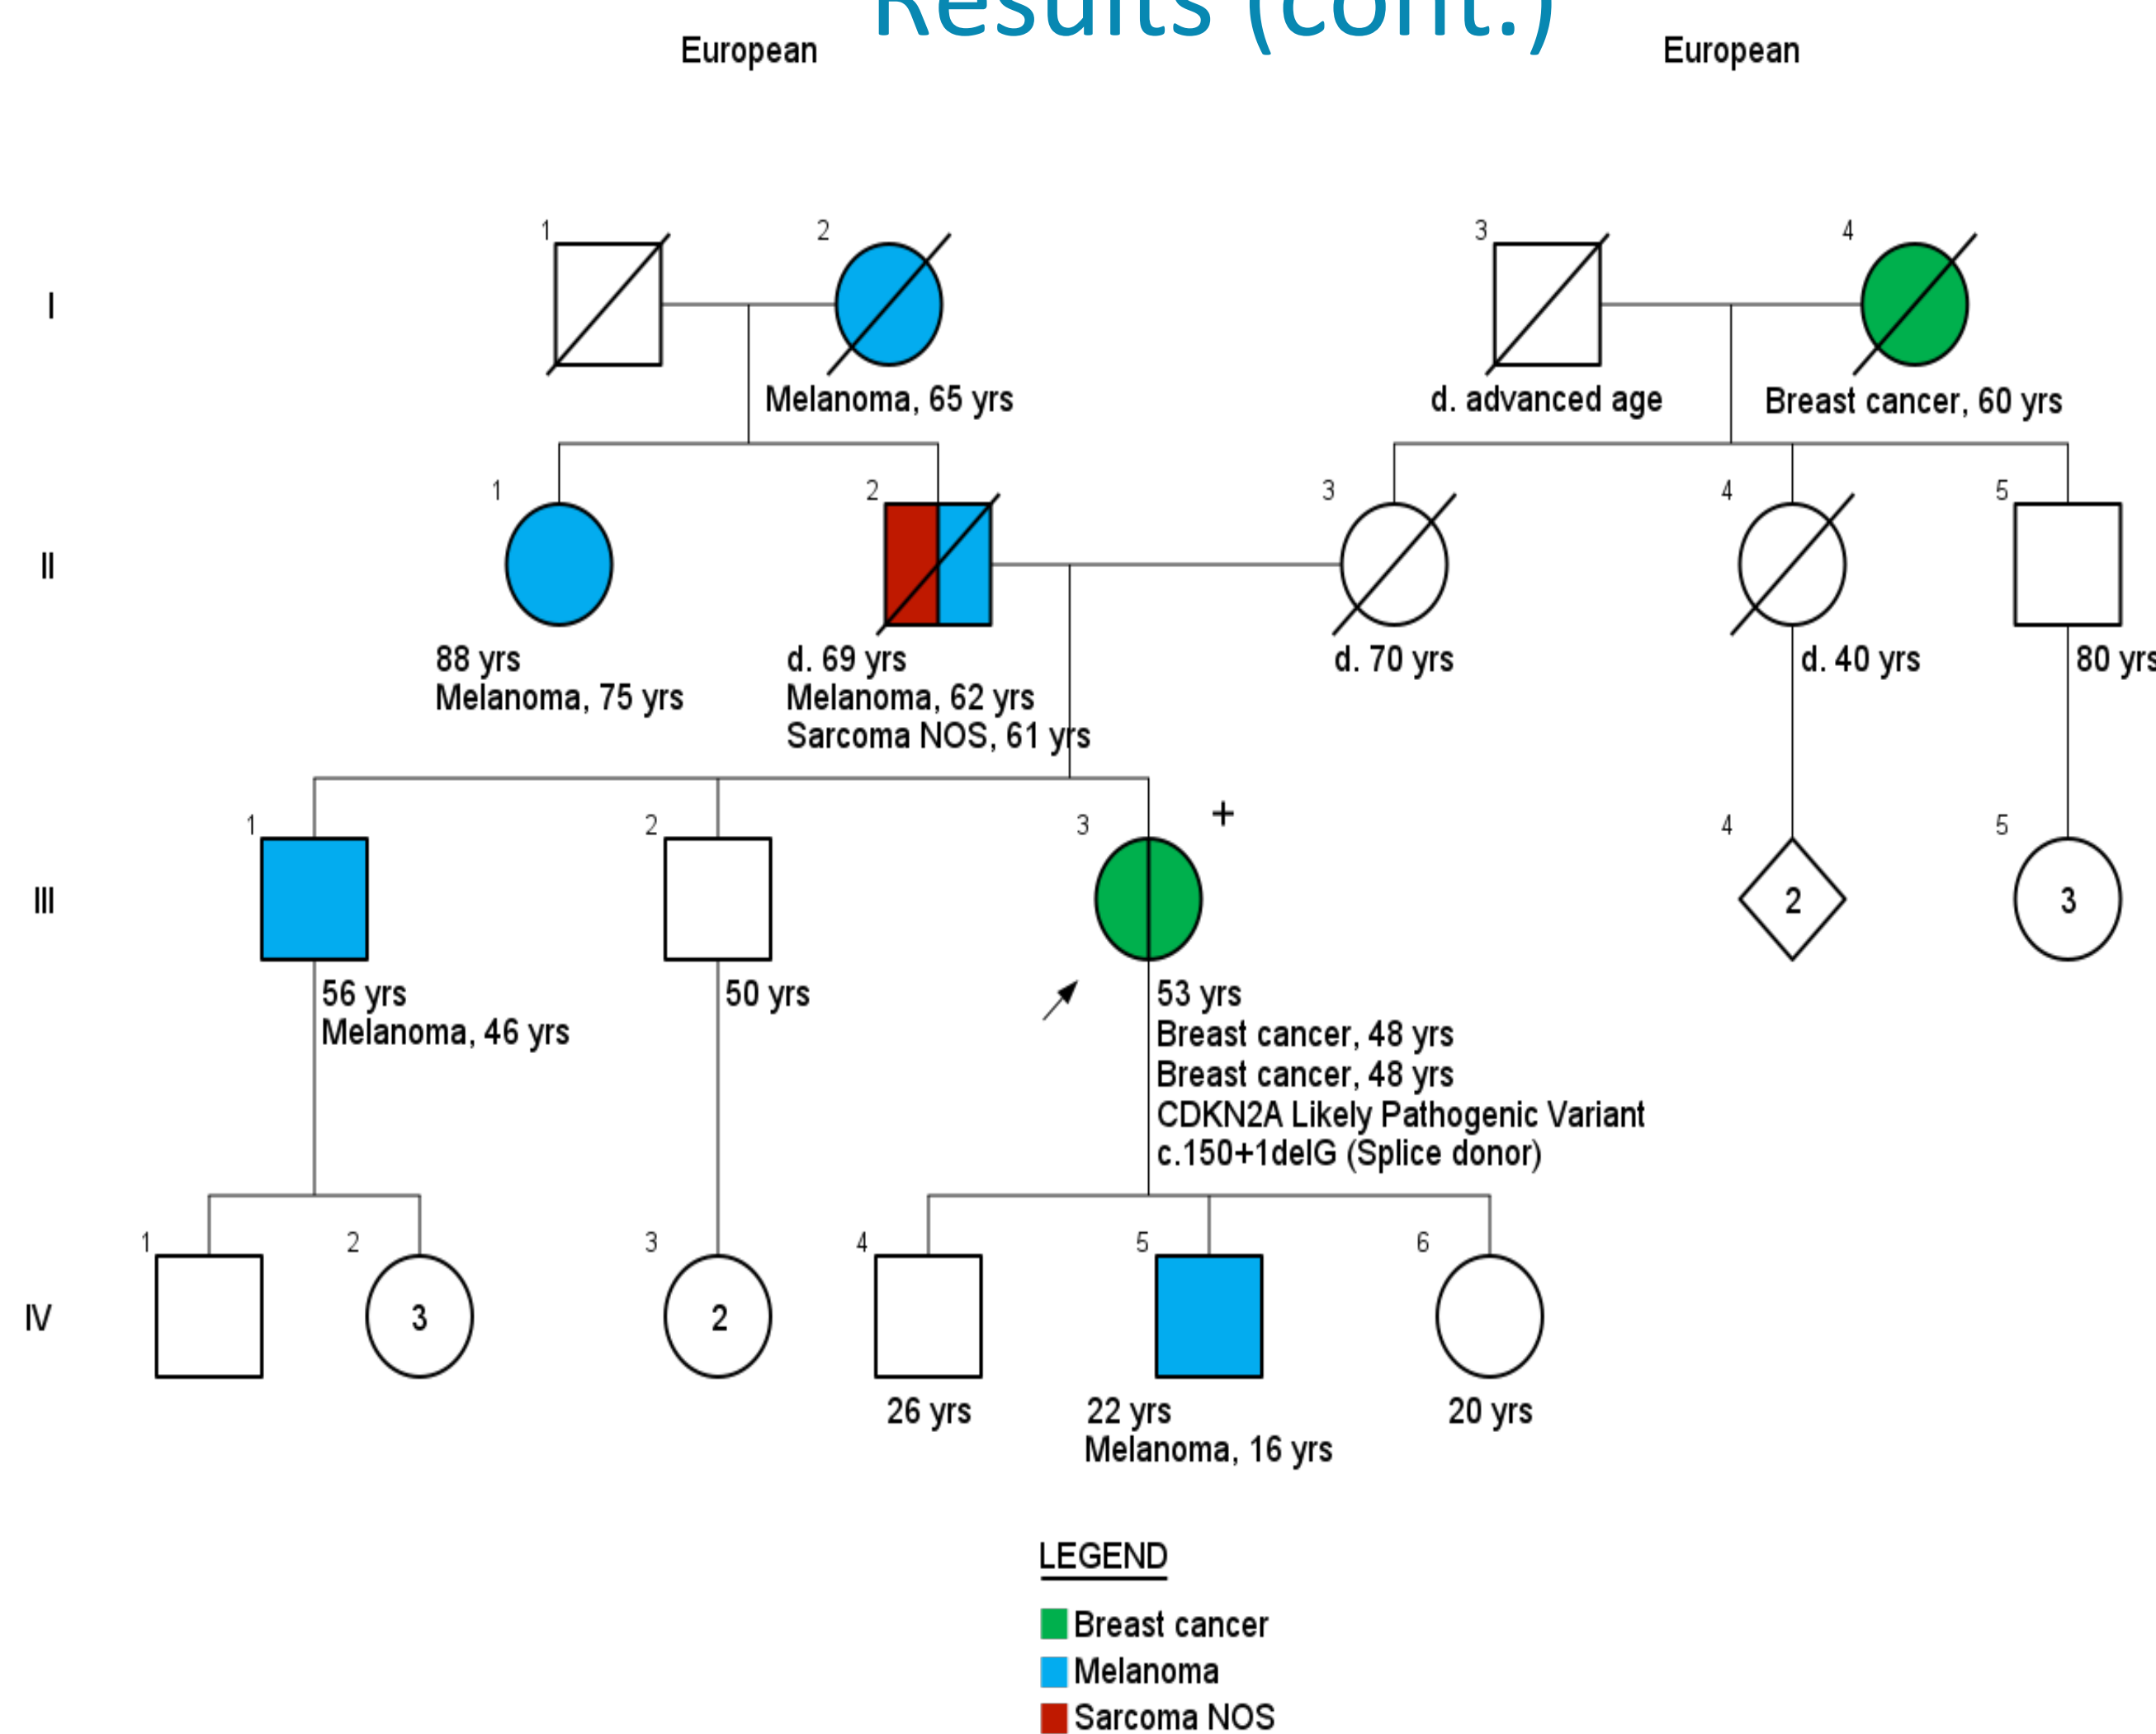 Results (cont.)
European
European
1
2
3
4
I
Melanoma, 65 yrs
d. advanced age
Breast cancer, 60 yrs
1
2
3
4
5
II
88 yrs
Melanoma, 75 yrs
d. 69 yrs
Melanoma, 62 yrs
Sarcoma NOS, 61 yrs
d. 70 yrs
d. 40 yrs
80 yrs
1
2
3
+
4
5
III
2
3
56 yrs
Melanoma, 46 yrs
50 yrs
53 yrs
Breast cancer, 48 yrs
Breast cancer, 48 yrs
CDKN2A Likely Pathogenic Variant
c.150+1delG (Splice donor)
1
2
3
4
5
6
IV
3
2
26 yrs
22 yrs
Melanoma, 16 yrs
20 yrs
LEGEND
Breast cancer
Melanoma
Sarcoma NOS